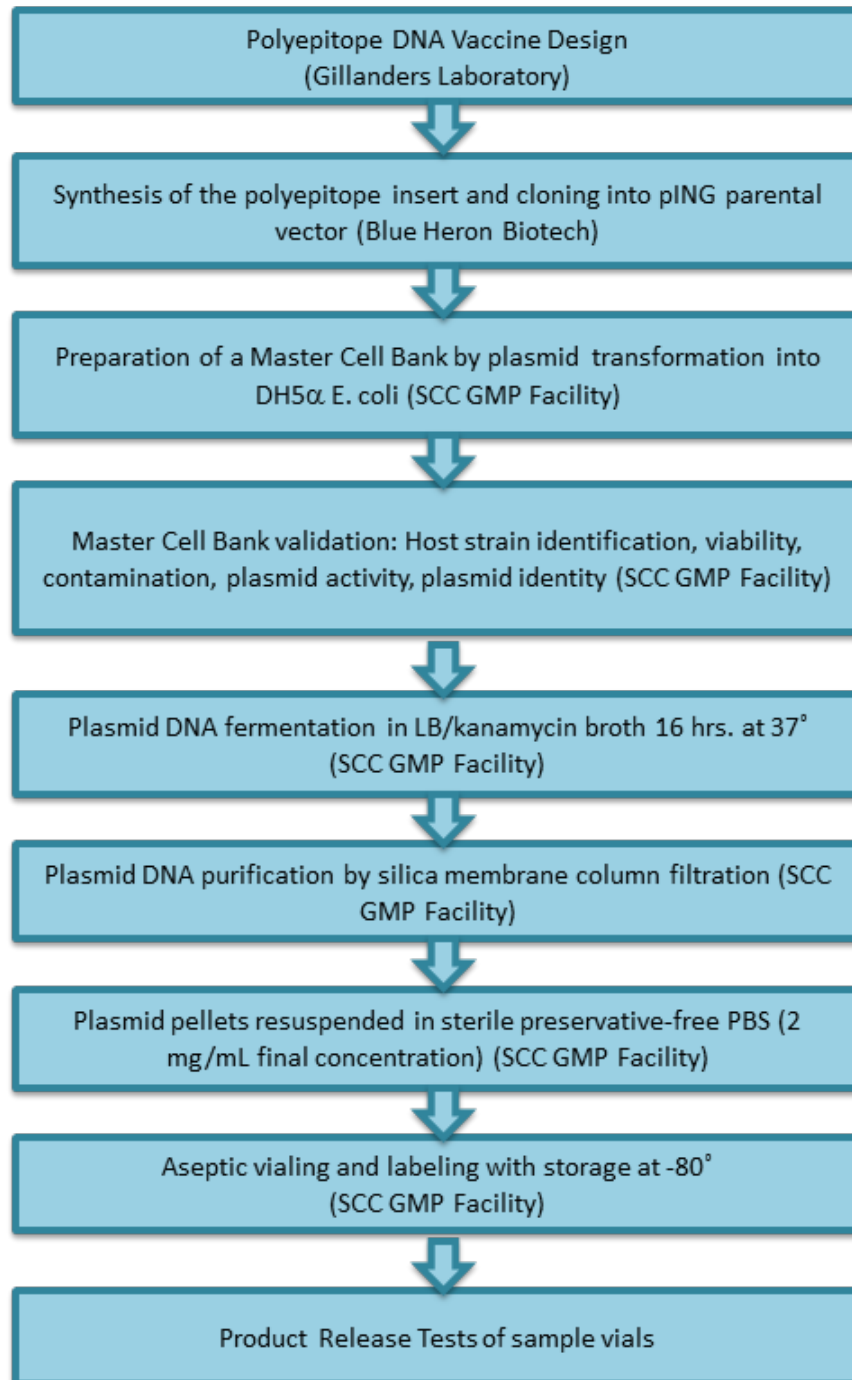 Polyepitope DNA Vaccine Design
(Gillanders Laboratory)
Synthesis of the polyepitope insert and cloning into pING parental
vector (Blue Heron Biotech)
Preparation of a Master Cell Bank by plasmid transformation into
DH5α E. coli (SCC GMP Facility)
Master Cell Bank validation: Host strain identification, viability,
contamination, plasmid activity, plasmid identity (SCC GMP Facility)
Plasmid DNA fermentation in LB/kanamycin broth 16 hrs. at 37°
(SCC GMP Facility)
Plasmid DNA purification by silica membrane column filtration (SCC
GMP Facility)
Plasmid pellets resuspended in sterile preservative-free PBS (2
mg/mL final concentration) (SCC GMP Facility)
Aseptic vialing and labeling with storage at -80°
(SCC GMP Facility)
Product Release Tests of sample vials